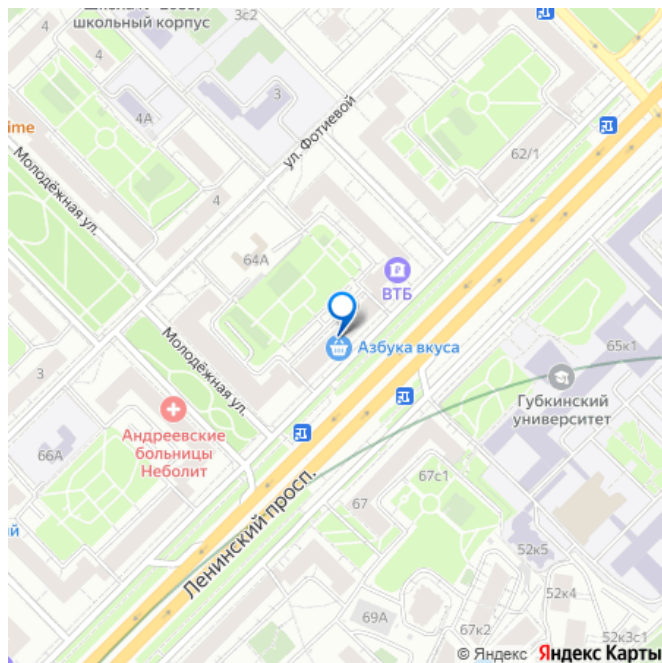 школьный корпус
3с2
4
4
4А
3
ime
ул. Фотиевой
62/1
Молодёжная ул.
4
64А
ВТБ
Азбука вкуса
65к1
Молодёжная ул.
3
Губкинский
университет
Андреевские
больницы
Неболит
66А
67с1
Ленинский просп.
67
ий
52к5
52к4
69А
67к2
52к3с1
© Яндекс Яндекс Карты